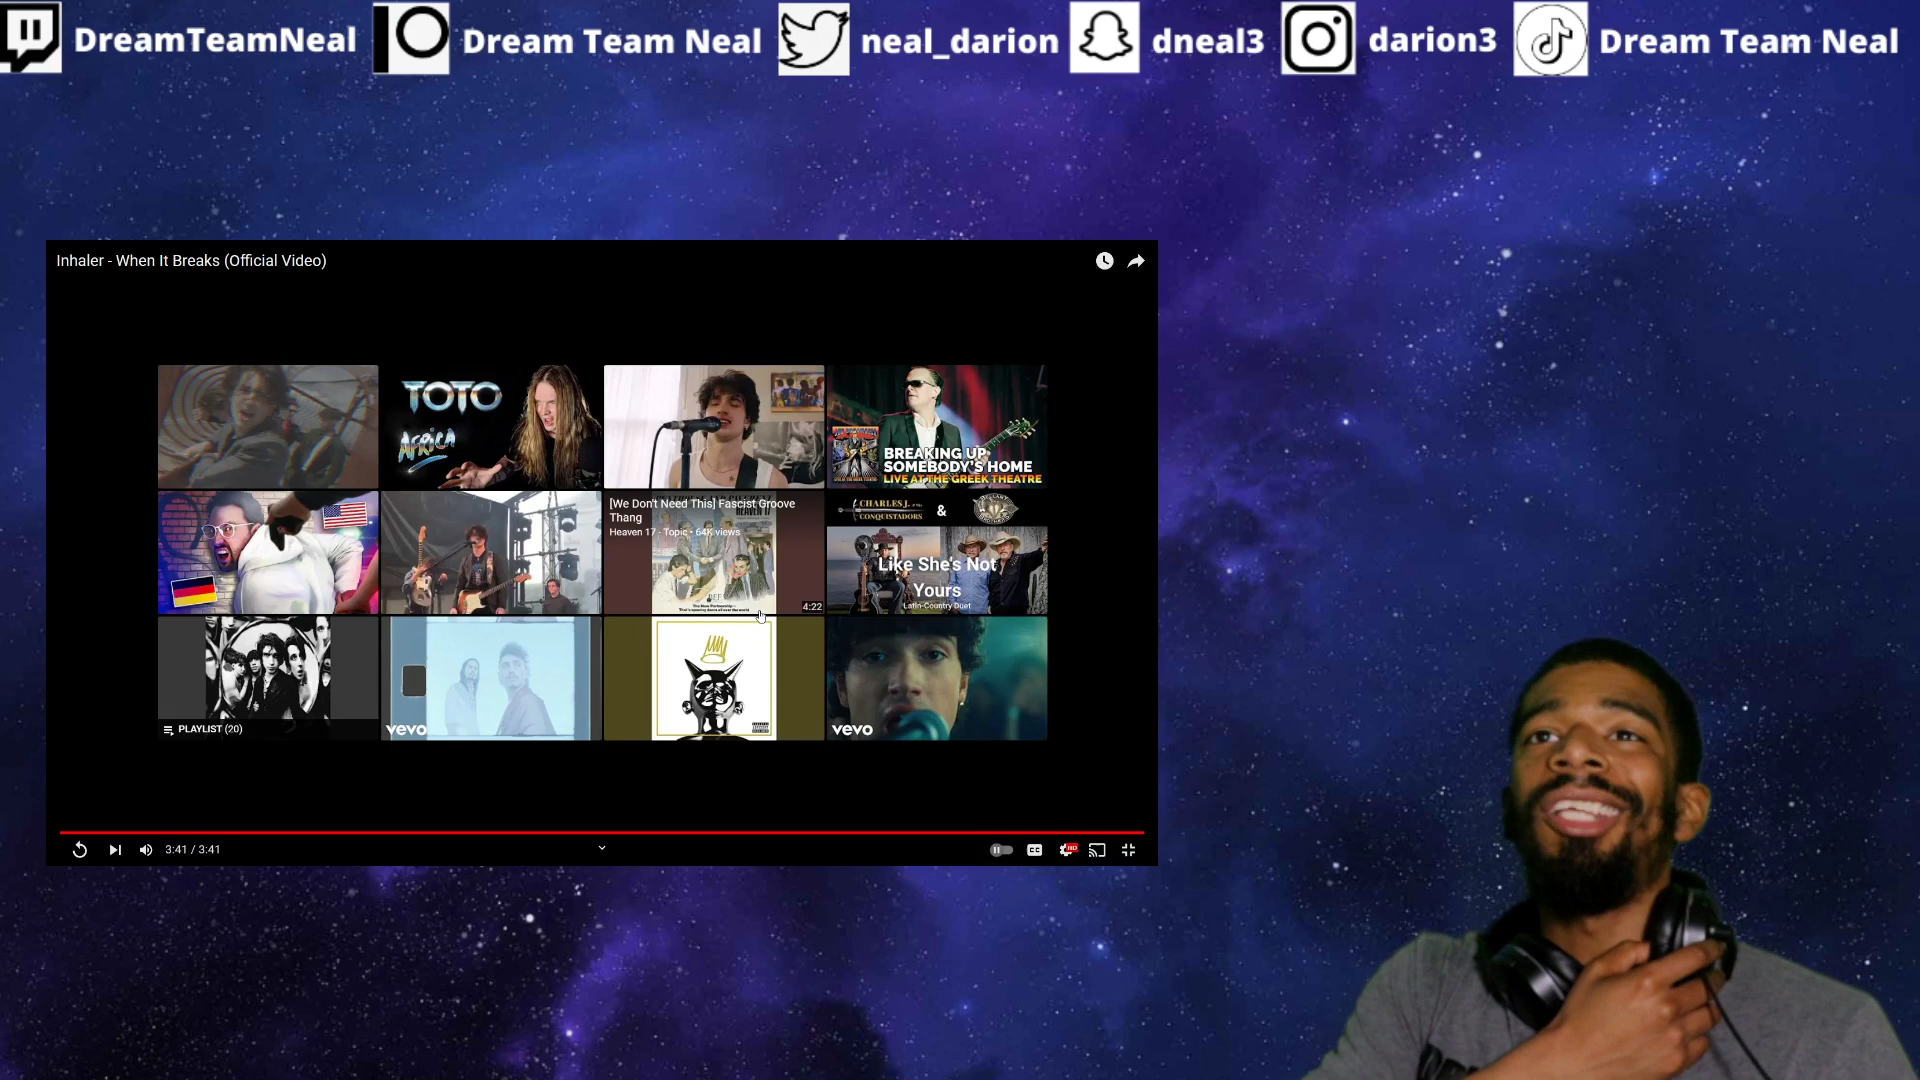 DreamTeamNeal
Dream Team Neal
neal_darion
dneal3
darion3
Dream Team Neal
Inhaler - When It Breaks (Official Video)
TOTO
AFRICA
BREAKING UP
SOMEBODY'S HOME
LIVE AT THE GREEK THEATRE
[We Don't Need This] Fascist Groove
Thang
Heaven 17 - Topic • 64K views
4:22
CHARLES J.
CONQUISTADORS
&
Like She's Not
Yours
Latin-Country Duet
PLAYLIST (20)
vevo
vevo
3:41 / 3:41
CC
HD